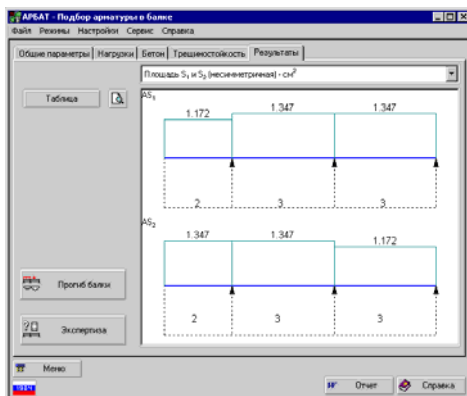 АРБАТ - Подбор арматуры в балке
Файл Режимы Настройки Сервис Справка
Общие параметры Нагрузки Бетон Трещиностойкость Результаты
Площадь S1 и S2 (несимметричная) - см2
Таблица
AS1
1.172 1.347 1.347
2 3 3
AS2
1.347 1.347 1.172
2 3 3
Прогиб балки
Экспертиза
Меню
Отчет Справка